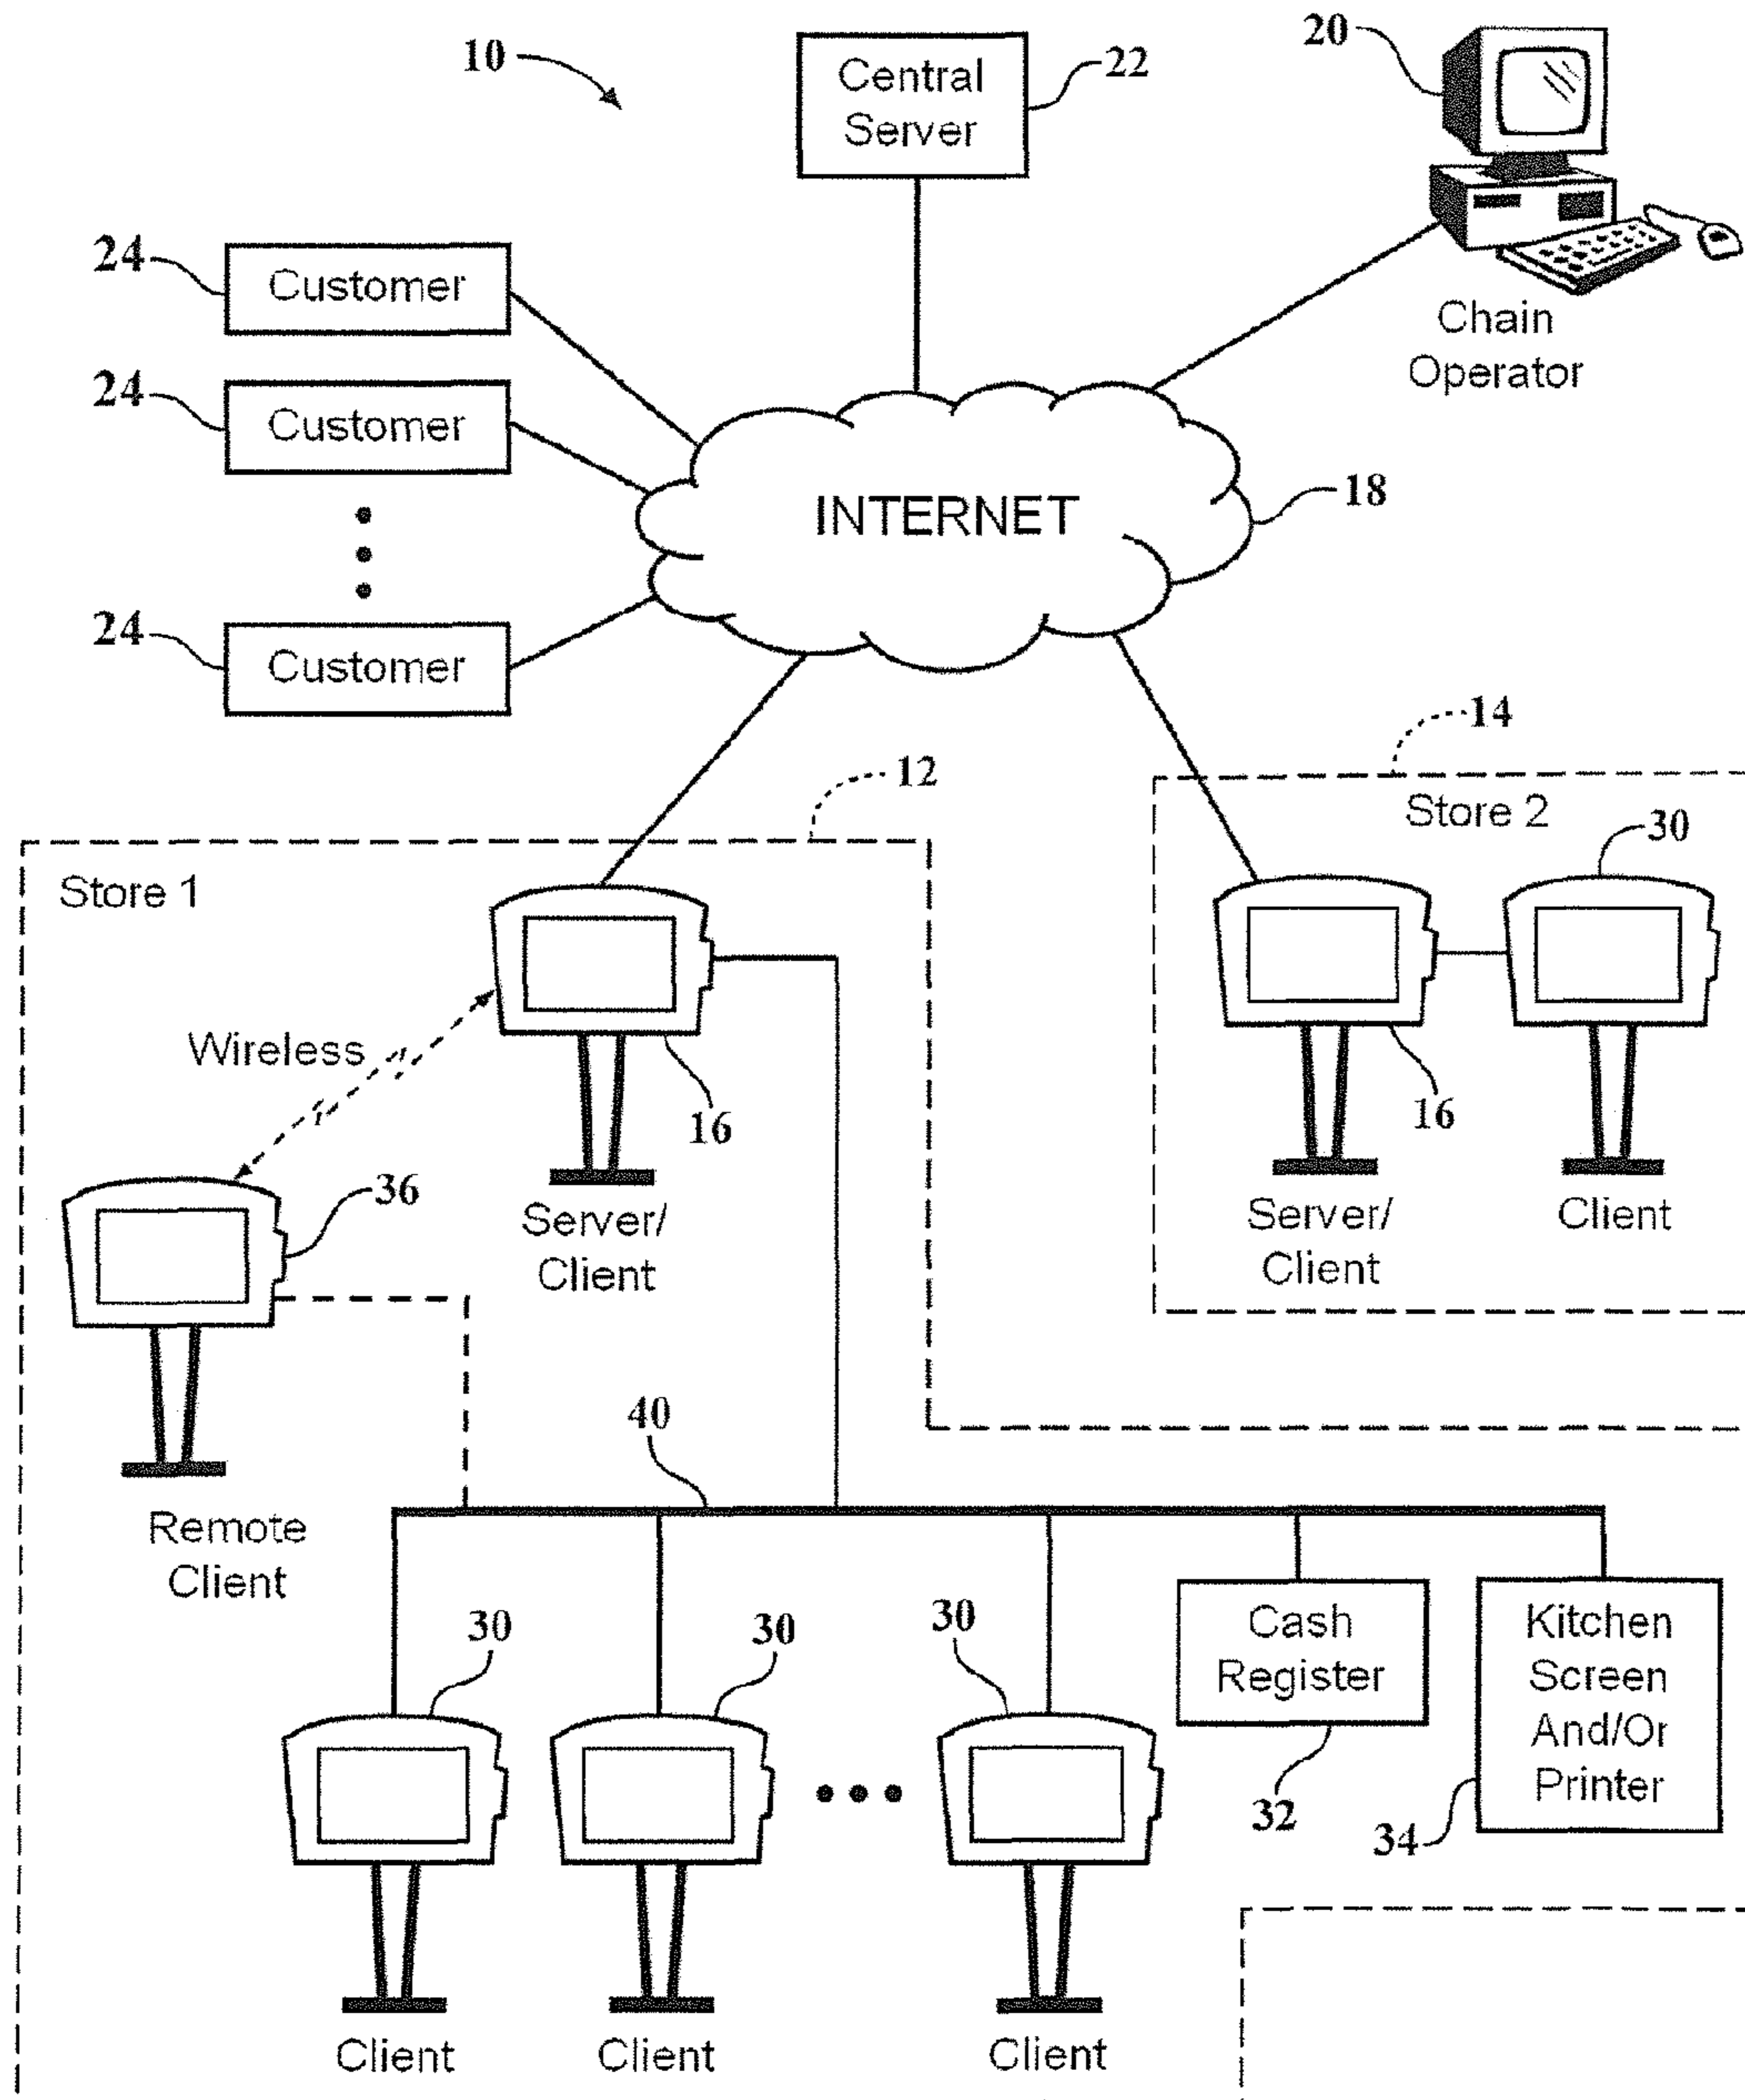 10
Central
Server
22
20
Chain
Operator
24
Customer
24
Customer
24
Customer
INTERNET
18
12
14
Store 1
Store 2
30
Wireless
16
Server/
Client
16
Server/
Client
Client
36
Remote
Client
40
30
30
30
Cash
Register
32
Kitchen
Screen
And/Or
Printer
34
Client
Client
Client